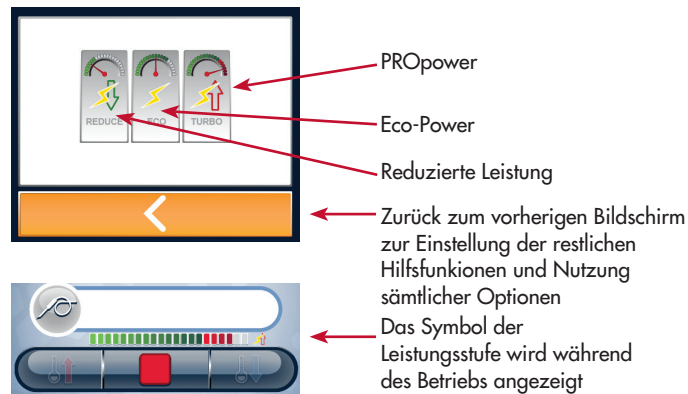 REDUCE
ECO
TURBO
PROpower
Eco-Power
Reduzierte Leistung
Zurück zum vorherigen Bildschirm
zur Einstellung der restlichen
Hilfsfunkionen und Nutzung
sämtlicher Optionen
Das Symbol der
Leistungsstufe wird während
des Betriebs angezeigt